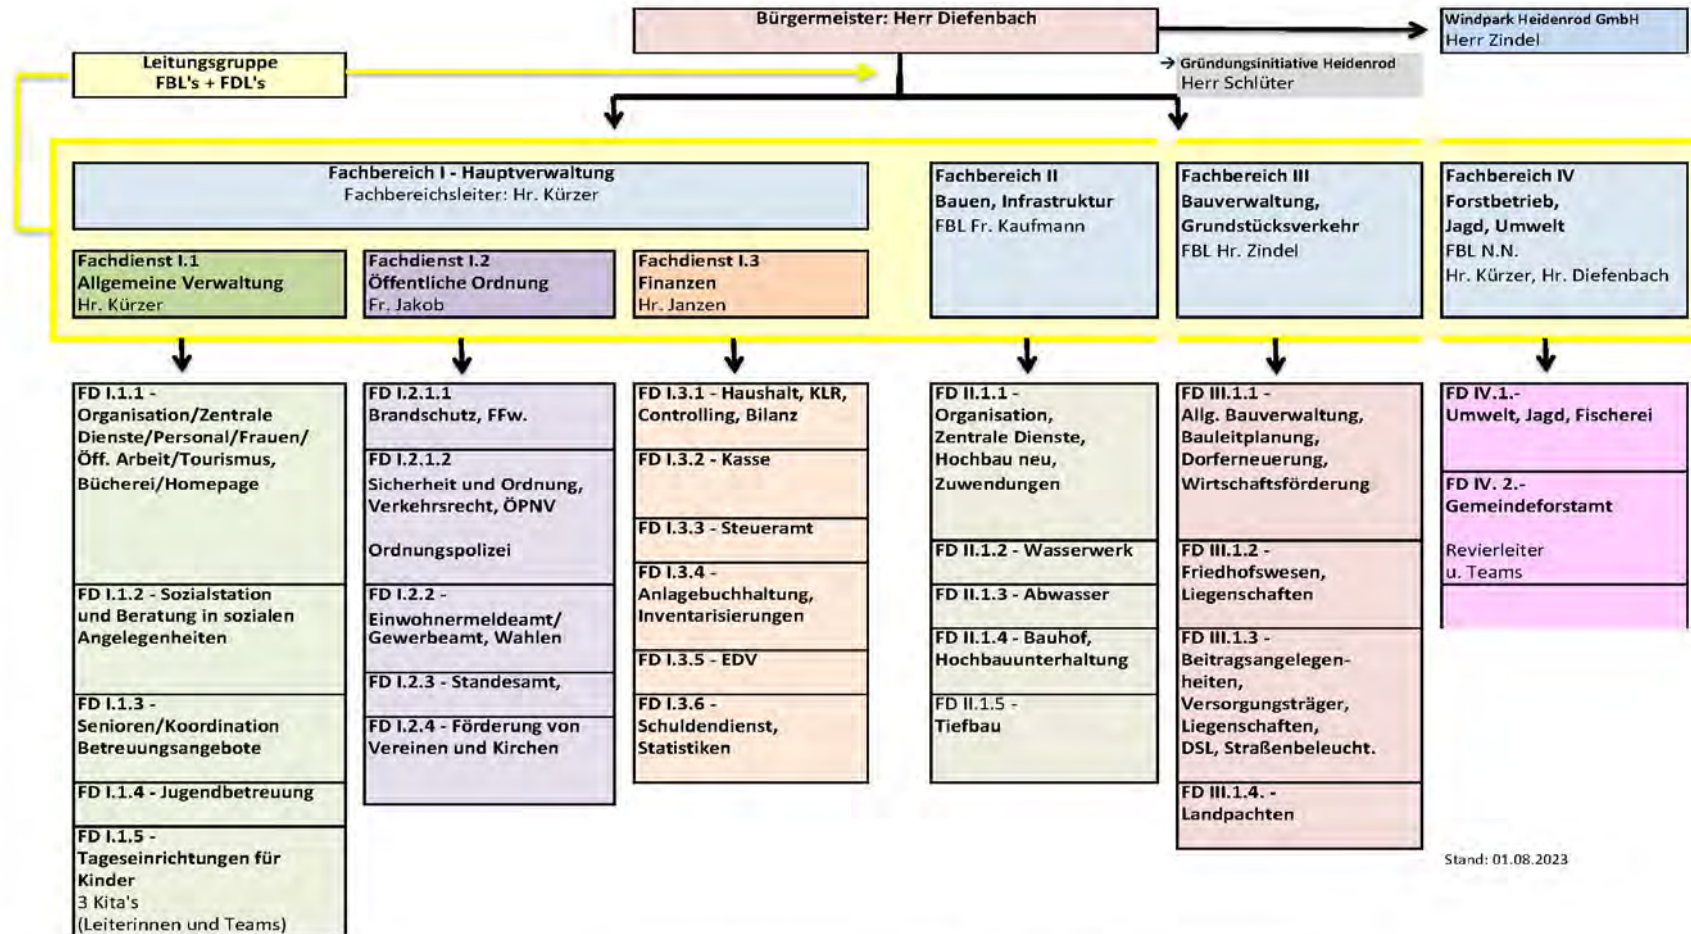 Bürgermeister: Herr Diefenbach
Windpark Heidenrod GmbH
Herr Zindel
Leitungsgruppe
FBL's + FDL's
→ Gründungsinitiative Heidenrod
Herr Schlüter
Fachbereich I - Hauptverwaltung
Fachbereichsleiter: Hr. Kürzer
Fachbereich II
Bauen, Infrastruktur
FBL Fr. Kaufmann
Fachbereich III
Bauverwaltung,
Grundstücksverkehr
FBL Hr. Zindel
Fachbereich IV
Forstbetrieb,
Jagd, Umwelt
FBL N.N.
Hr. Kürzer, Hr. Diefenbach
Fachdienst I.1
Allgemeine Verwaltung
Hr. Kürzer
Fachdienst I.2
Öffentliche Ordnung
Fr. Jakob
Fachdienst I.3
Finanzen
Hr. Janzen
FD I.1.1 -
Organisation/Zentrale
Dienste/Personal/Frauen/
Öff. Arbeit/Tourismus,
Bücherei/Homepage
FD I.1.2 - Sozialstation
und Beratung in sozialen
Angelegenheiten
FD I.1.3 -
Senioren/Koordination
Betreuungsangebote
FD I.1.4 - Jugendbetreuung
FD I.1.5 -
Tageseinrichtungen für
Kinder
3 Kita's
(Leiterinnen und Teams)
FD I.2.1.1
Brandschutz, FFw.
FD I.2.1.2
Sicherheit und Ordnung,
Verkehrsrecht, ÖPNV
Ordnungspolizei
FD I.2.2 -
Einwohnermeldeamt/
Gewerbeamt, Wahlen
FD I.2.3 - Standesamt,
FD I.2.4 - Förderung von
Vereinen und Kirchen
FD I.3.1 - Haushalt, KLR,
Controlling, Bilanz
FD I.3.2 - Kasse
FD I.3.3 - Steueramt
FD I.3.4 -
Anlagebuchhaltung,
Inventarisierungen
FD I.3.5 - EDV
FD I.3.6 -
Schuldendienst,
Statistiken
FD II.1.1 -
Organisation,
Zentrale Dienste,
Hochbau neu,
Zuwendungen
FD II.1.2 - Wasserwerk
FD II.1.3 - Abwasser
FD II.1.4 - Bauhof,
Hochbauunterhaltung
FD II.1.5 -
Tiefbau
FD III.1.1 -
Allg. Bauverwaltung,
Bauleitplanung,
Dorferneuerung,
Wirtschaftsförderung
FD III.1.2 -
Friedhofswesen,
Liegenschaften
FD III.1.3 -
Beitragsangelegen-
heiten,
Versorgungsträger,
Liegenschaften,
DSL, Straßenbeleucht.
FD III.1.4. -
Landpachten
FD IV.1.-
Umwelt, Jagd, Fischerei
FD IV. 2.-
Gemeindeforstamt
Revierleiter
u. Teams
Stand: 01.08.2023